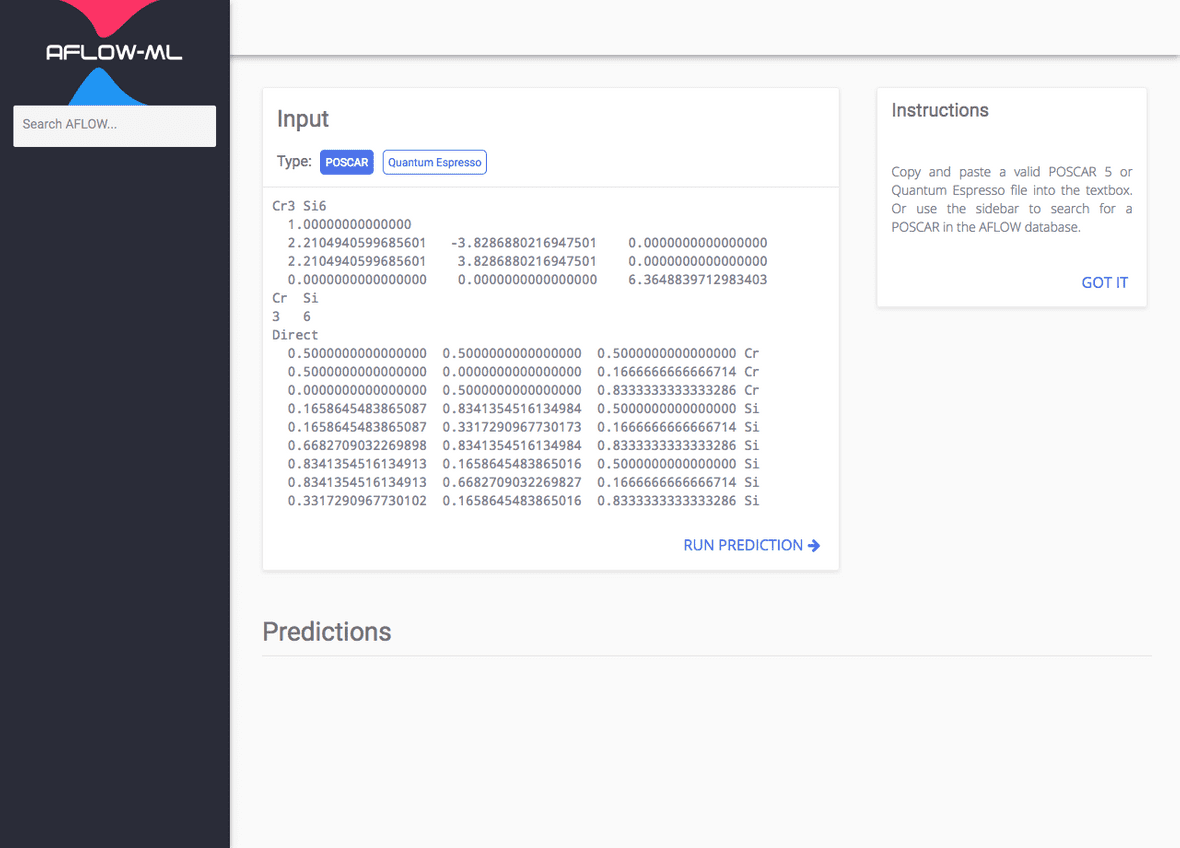 AFLOW-ML
Search AFLOW...
Input
Type: POSCAR Quantum Espresso
Cr3 Si6
1.00000000000000
2.2104940599685601 -3.8286880216947501 0.0000000000000000
2.2104940599685601 3.8286880216947501 0.0000000000000000
0.0000000000000000 0.0000000000000000 6.3648839712983403
Cr Si
3 6
Direct
0.5000000000000000 0.5000000000000000 0.5000000000000000 Cr
0.5000000000000000 0.0000000000000000 0.1666666666666714 Cr
0.0000000000000000 0.5000000000000000 0.8333333333333286 Cr
0.1658645483865087 0.8341354516134984 0.5000000000000000 Si
0.1658645483865087 0.3317290967730173 0.1666666666666714 Si
0.6682709032269898 0.8341354516134984 0.8333333333333286 Si
0.8341354516134913 0.1658645483865016 0.5000000000000000 Si
0.8341354516134913 0.6682709032269827 0.1666666666666714 Si
0.3317290967730102 0.1658645483865016 0.8333333333333286 Si
RUN PREDICTION
Instructions
Copy and paste a valid POSCAR 5 or
Quantum Espresso file into the textbox.
Or use the sidebar to search for a
POSCAR in the AFLOW database.
GOT IT
Predictions